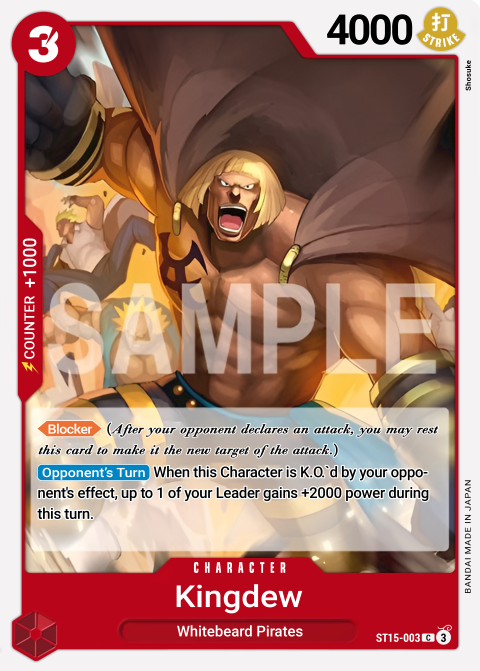 3
4000
打
STRIKE
Shosuke
COUNTER +1000
SAMPLE
Blocker (After your opponent declares an attack, you may rest
this card to make it the new target of the attack.)
Opponent's Turn When this Character is K.O.`d by your oppo-
nent's effect, up to 1 of your Leader gains +2000 power during
this turn.
BANDAI MADE IN JAPAN
CHARACTER
Kingdew
Whitebeard Pirates
ST15-003 C 3